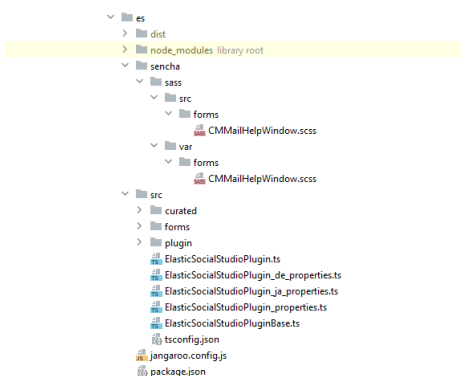 es
dist
node_modules library root
sencha
sass
src
forms
CMMailHelpWindow.scss
var
forms
CMMailHelpWindow.scss
src
curated
forms
plugin
ElasticSocialStudioPlugin.ts
ElasticSocialStudioPlugin_de_properties.ts
ElasticSocialStudioPlugin_ja_properties.ts
ElasticSocialStudioPlugin_properties.ts
ElasticSocialStudioPluginBase.ts
tsconfig.json
jangaroo.config.js
package.json